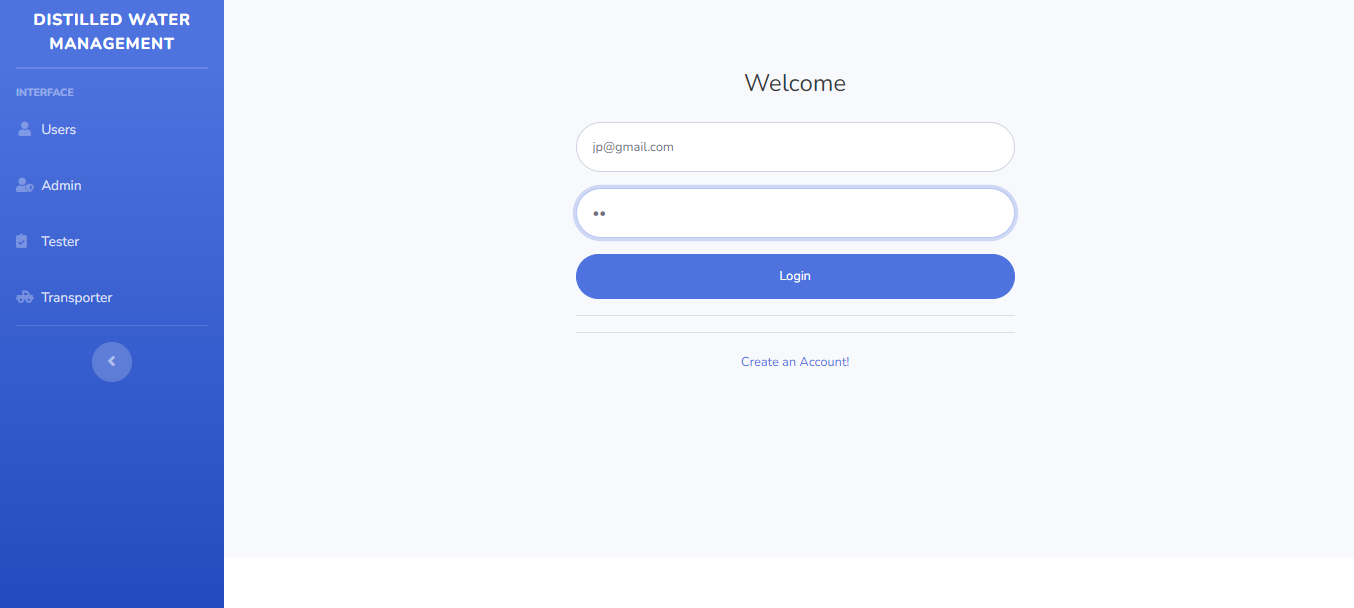 DISTILLED WATER
MANAGEMENT
INTERFACE
Users
Admin
Tester
Transporter
Welcome
jp@gmail.com
••
Login
Create an Account!